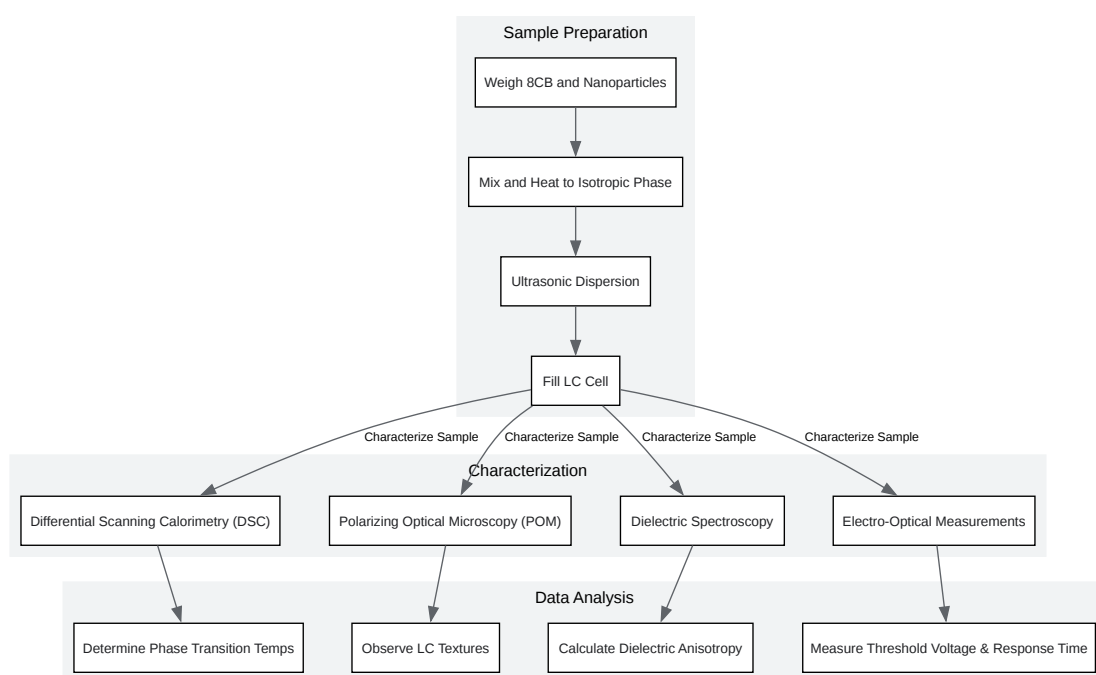 Sample Preparation
Weigh 8CB and Nanoparticles
Mix and Heat to Isotropic Phase
Ultrasonic Dispersion
Fill LC Cell
Characterize Sample
Characterize Sample
Characterize Sample
Characterize Sample
Characterization
Differential Scanning Calorimetry (DSC)
Polarizing Optical Microscopy (POM)
Dielectric Spectroscopy
Electro-Optical Measurements
Data Analysis
Determine Phase Transition Temps
Observe LC Textures
Calculate Dielectric Anisotropy
Measure Threshold Voltage & Response Time